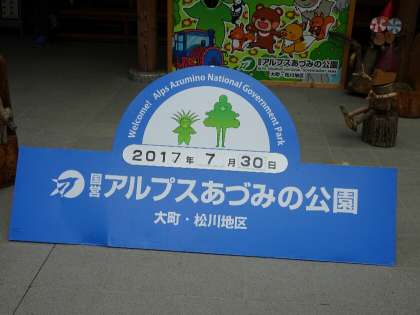 国営アルプスあづみの公園
大町・松川地区
Welcome! Alps Azumino National Government Park
2017年7月30日
国営アルプスあづみの公園
大町・松川地区